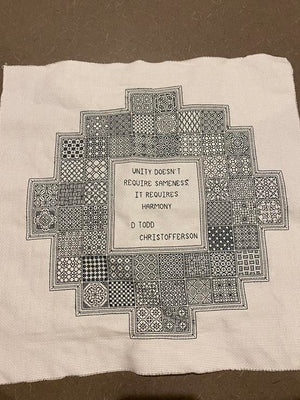 UNITY DOESN'T
REQUIRE SAMENESS.
IT REQUIRES
HARMONY
D TODD
CHRISTOFFERSON